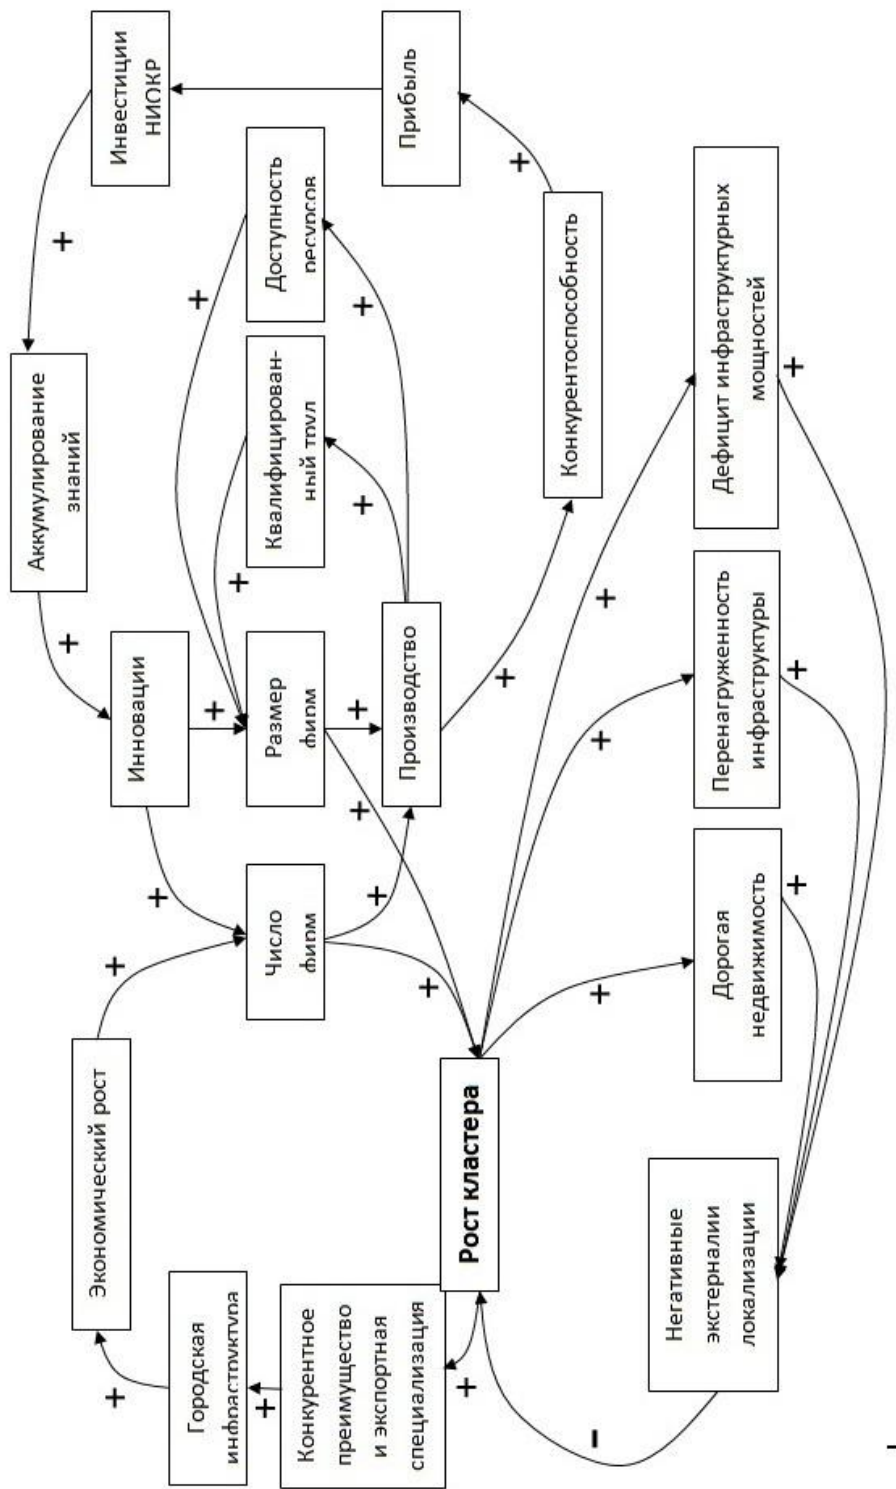 Аккумулирование
знаний
+
+
Экономический рост
Инвестиции
НИОКР
+
+
Инновации
+
Городская
инфраструктура
+
+
+
+
Число
фирм
Размер
фирм
Квалифицирован-
ный труд
Доступность
ресурсов
+
Конкурентное
преимущество
и экспортная
специализация
+
+
+
+
+
Производство
Прибыль
+
+
Рост кластера
+
+
Конкурентоспособность
-
+
+
+
Негативные
экстерналии
локализации
Дорогая
недвижимость
Перенагруженность
инфраструктуры
Дефицит инфраструктурных
мощностей
+
+
+